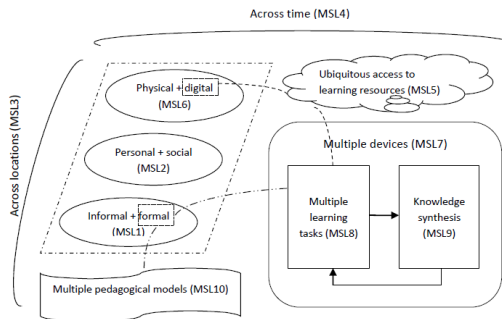 Across time (MSL4)
Across locations (MSL3)
Physical + digital
(MSL6)
Ubiquitous access to
learning resources (MSL5)
Personal + social
(MSL2)
Multiple devices (MSL7)
Informal + formal
(MSL1)
Multiple
learning
tasks (MSL8)
Knowledge
synthesis
(MSL9)
Multiple pedagogical models (MSL10)